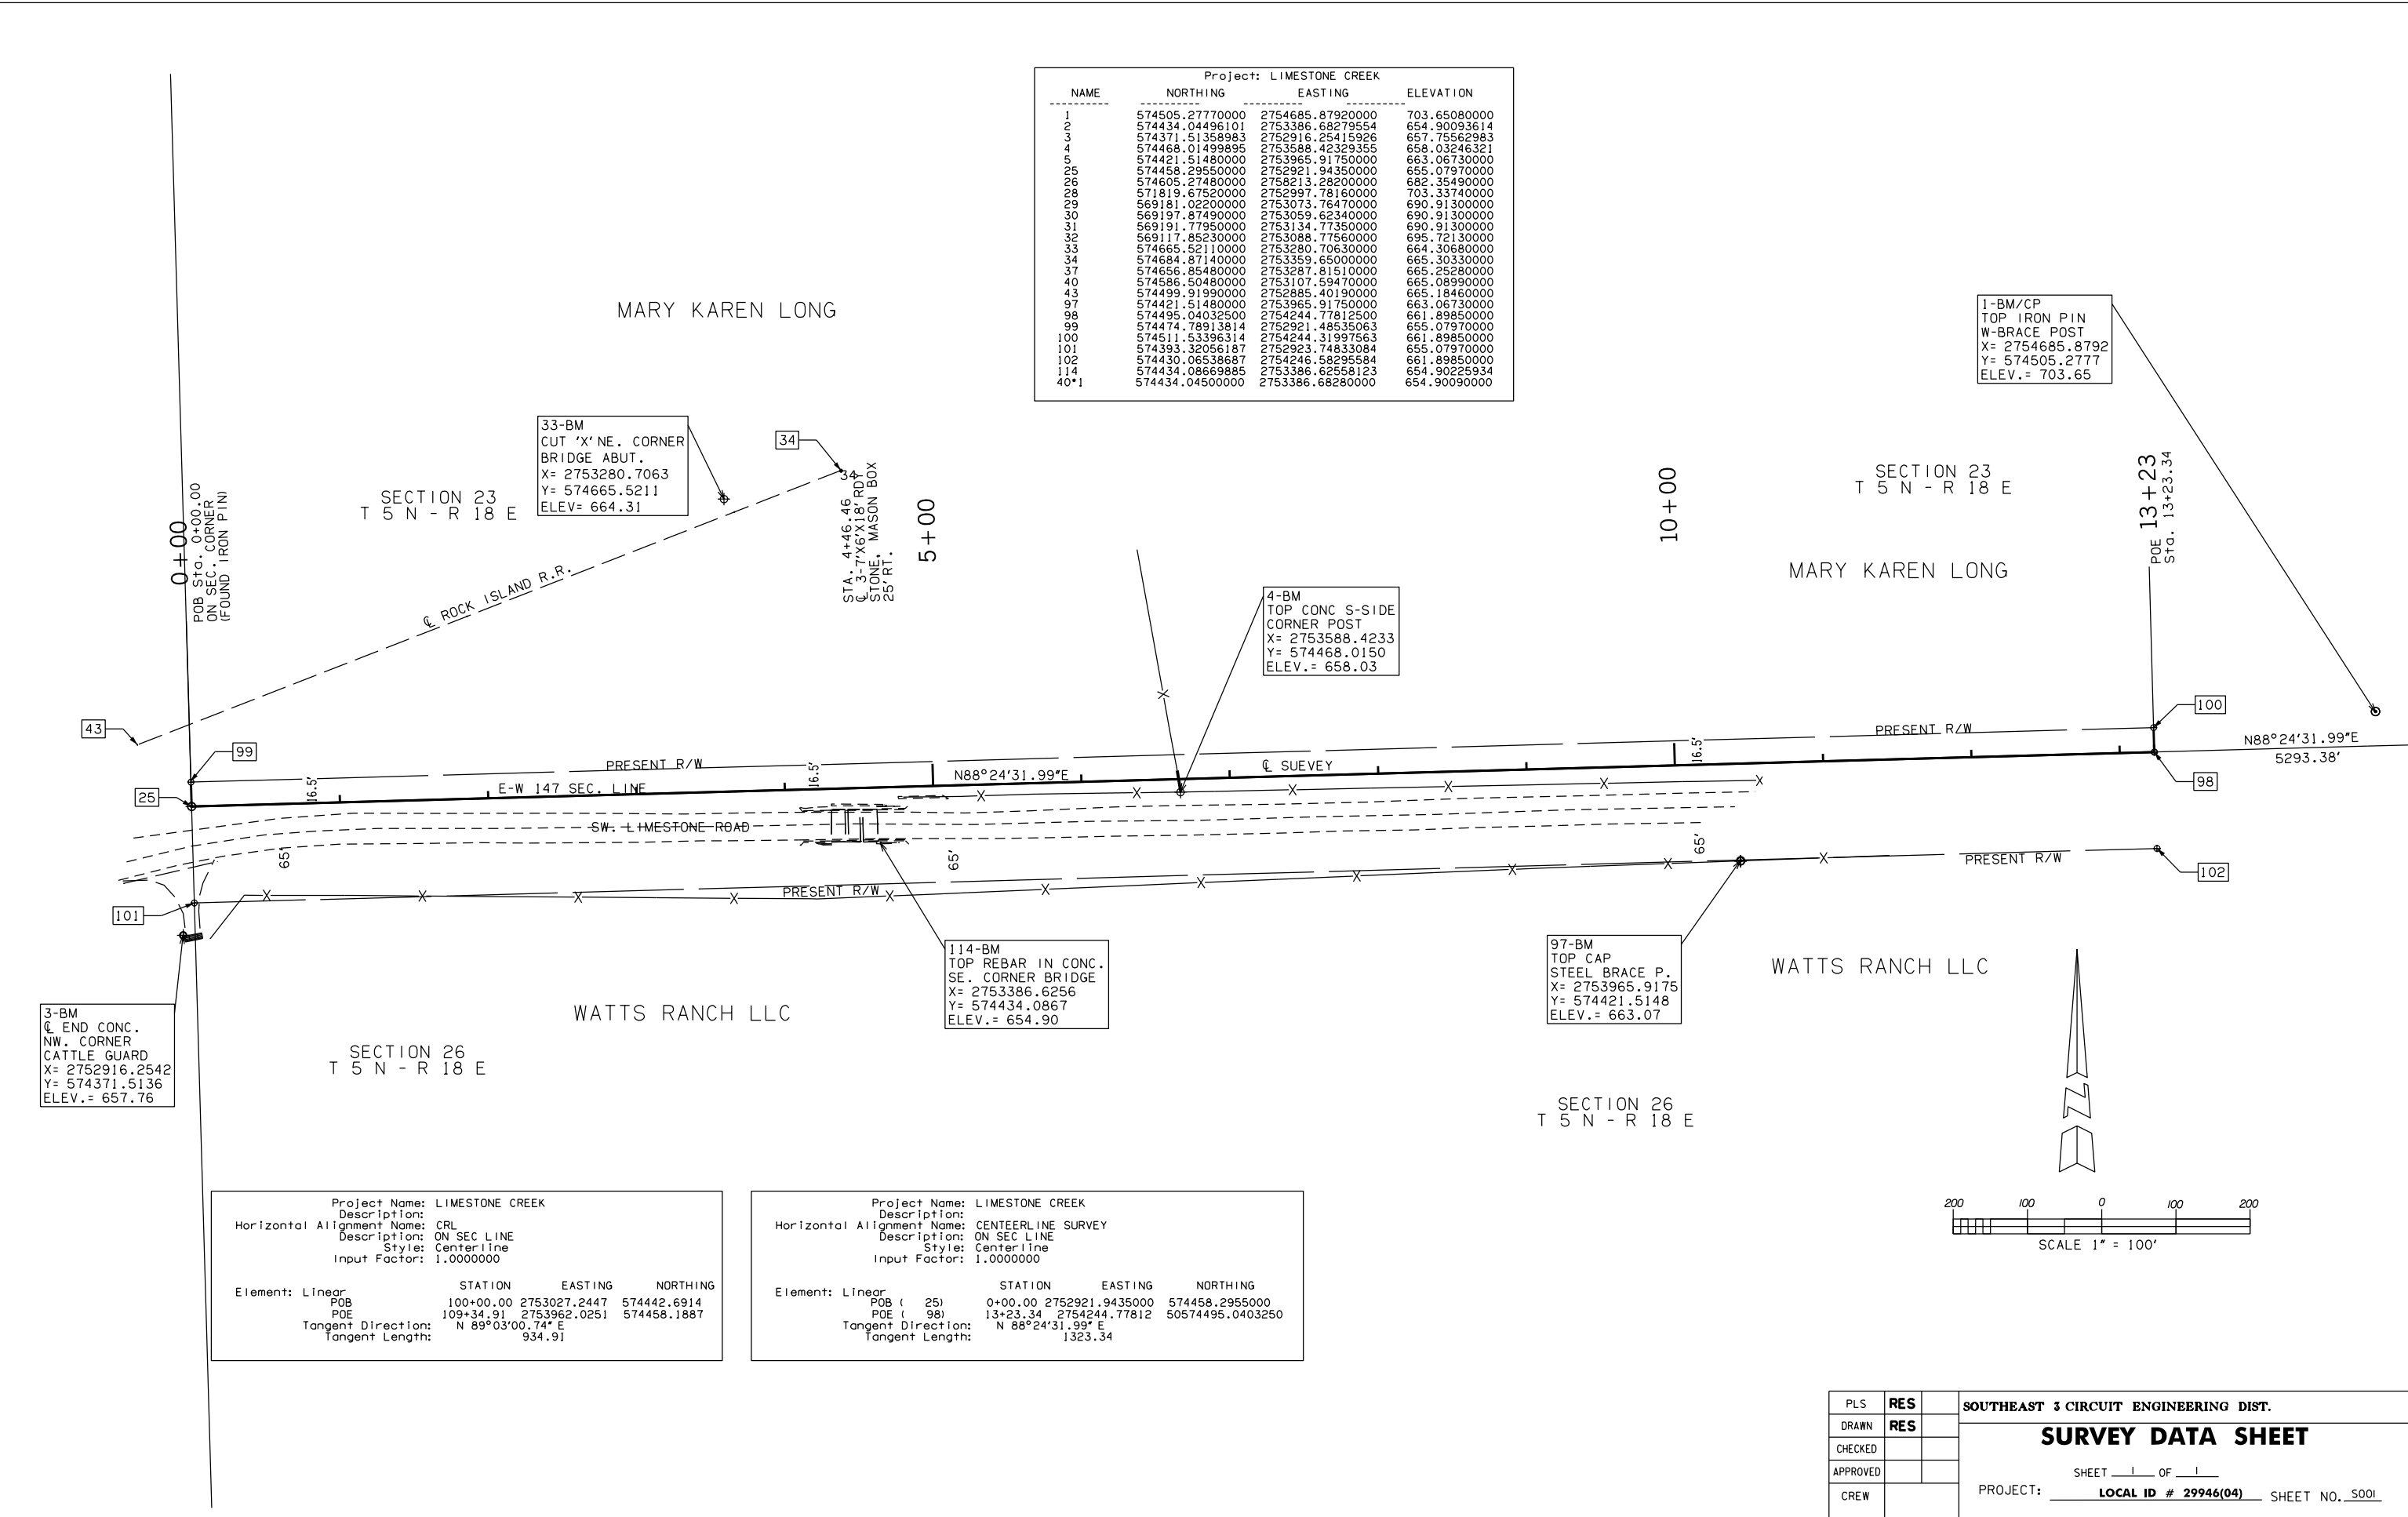 Project: LIMESTONE CREEK
NAME NORTHING EASTING ELEVATION
1 574505.27770000 2754685.87920000 703.65080000
2 574434.04496101 2753386.68279554 654.90093614
3 574371.51358983 2752916.25415926 657.75562983
4 574468.01499895 2753588.42329355 658.03246321
5 574421.51480000 2753965.91750000 663.06730000
25 574458.29550000 2752921.94350000 655.07970000
26 574605.27480000 2758213.28200000 682.35490000
28 571819.67520000 2752997.78160000 703.33740000
29 569181.02200000 2753073.76470000 690.91300000
30 569197.87490000 2753059.62340000 690.91300000
31 569191.77950000 2753134.77350000 690.91300000
32 569117.85230000 2753088.77560000 695.72130000
33 574665.52110000 2753280.70630000 664.30680000
34 574684.87140000 2753359.65000000 665.30330000
37 574656.85480000 2753287.81510000 665.25280000
40 574586.50480000 2753107.59470000 665.08990000
43 574499.91990000 2752885.40190000 665.18460000
97 574421.51480000 2753965.91750000 663.06730000
98 574495.04032500 2754244.77812500 661.89850000
99 574474.78913814 2752921.48535063 655.07970000
100 574511.53396314 2754244.31997563 661.89850000
101 574393.32056187 2752923.74833084 655.07970000
102 574430.06538687 2754246.58295584 661.89850000
114 574434.08669885 2753386.62558123 654.90225934
40*1 574434.04500000 2753386.68280000 654.90090000
MARY KAREN LONG
1-BM/CP
TOP IRON PIN
W-BRACE POST
X= 2754685.8792
Y= 574505.2777
ELEV.= 703.65
33-BM
CUT 'X' NE. CORNER
BRIDGE ABUT.
X= 2753280.7063
Y= 574665.5211
ELEV= 664.31
34
34
SECTION 23
T 5 N - R 18 E
SECTION 23
T 5 N - R 18 E
0+00
POB Sta. 0+00.00
ON SEC. CORNER
(FOUND IRON PIN)
℄ ROCK ISLAND R.R.
STA. 4+46.46
℄ 3-7'X6'X18' RDY
STONE, MASON BOX
25' RT.
5+00
10+00
13+23
POE Sta. 13+23.34
MARY KAREN LONG
4-BM
TOP CONC S-SIDE
CORNER POST
X= 2753588.4233
Y= 574468.0150
ELEV.= 658.03
X
43
99
100
PRESENT R/W
PRESENT R/W
16.5'
16.5'
16.5'
N88°24'31.99"E
5293.38'
N88°24'31.99"E
℄ SUEVEY
E-W 147 SEC. LINE
25
98
X X X X X X
SW. LIMESTONE ROAD
65'
65'
65'
PRESENT R/W
PRESENT R/W
X X X X X X X X X X X
101
102
3-BM
℄ END CONC.
NW. CORNER
CATTLE GUARD
X= 2752916.2542
Y= 574371.5136
ELEV.= 657.76
114-BM
TOP REBAR IN CONC.
SE. CORNER BRIDGE
X= 2753386.6256
Y= 574434.0867
ELEV.= 654.90
97-BM
TOP CAP
STEEL BRACE P.
X= 2753965.9175
Y= 574421.5148
ELEV.= 663.07
WATTS RANCH LLC
WATTS RANCH LLC
SECTION 26
T 5 N - R 18 E
SECTION 26
T 5 N - R 18 E
N
200 100 0 100 200
SCALE 1" = 100'
Project Name: LIMESTONE CREEK
Description:
Horizontal Alignment Name: CRL
Description: ON SEC LINE
Style: Centerline
Input Factor: 1.0000000
STATION EASTING NORTHING
Element: Linear
POB 100+00.00 2753027.2447 574442.6914
POE 109+34.91 2753962.0251 574458.1887
Tangent Direction: N 89°03'00.74" E
Tangent Length: 934.91
Project Name: LIMESTONE CREEK
Description:
Horizontal Alignment Name: CENTEERLINE SURVEY
Description: ON SEC LINE
Style: Centerline
Input Factor: 1.0000000
STATION EASTING NORTHING
Element: Linear
POB ( 25) 0+00.00 2752921.9435000 574458.2955000
POE ( 98) 13+23.34 2754244.77812 50574495.0403250
Tangent Direction: N 88°24'31.99" E
Tangent Length: 1323.34
PLS RES
DRAWN RES
CHECKED
APPROVED
CREW
SOUTHEAST 3 CIRCUIT ENGINEERING DIST.
SURVEY DATA SHEET
SHEET 1 OF 1
PROJECT: LOCAL ID # 29946(04) SHEET NO. S001